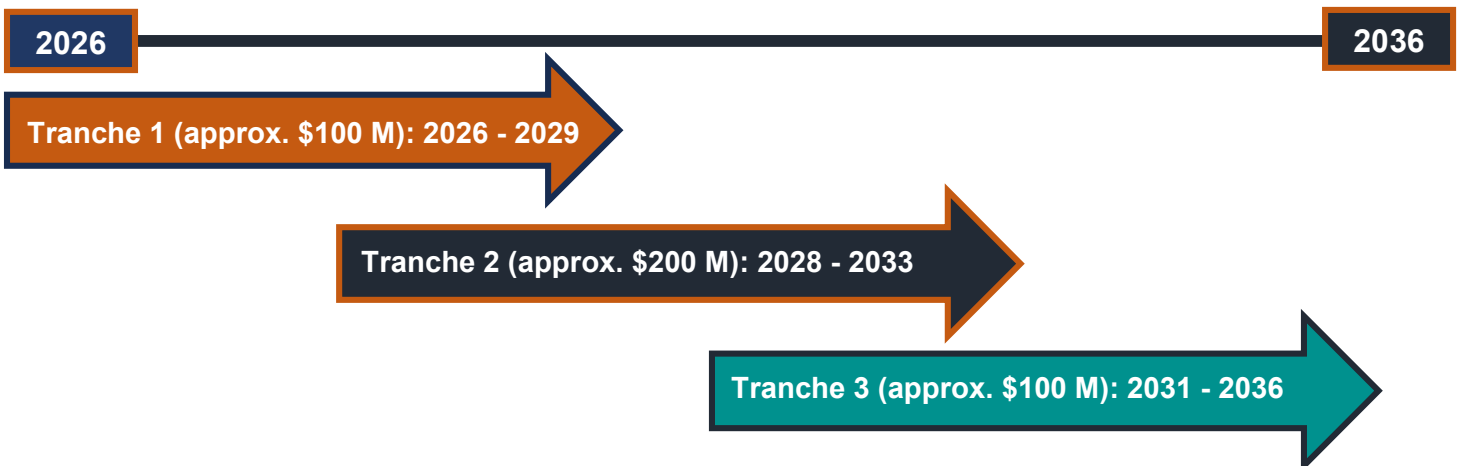 2026
2036
Tranche 1 (approx. $100 M): 2026 - 2029
Tranche 2 (approx. $200 M): 2028 - 2033
Tranche 3 (approx. $100 M): 2031 - 2036